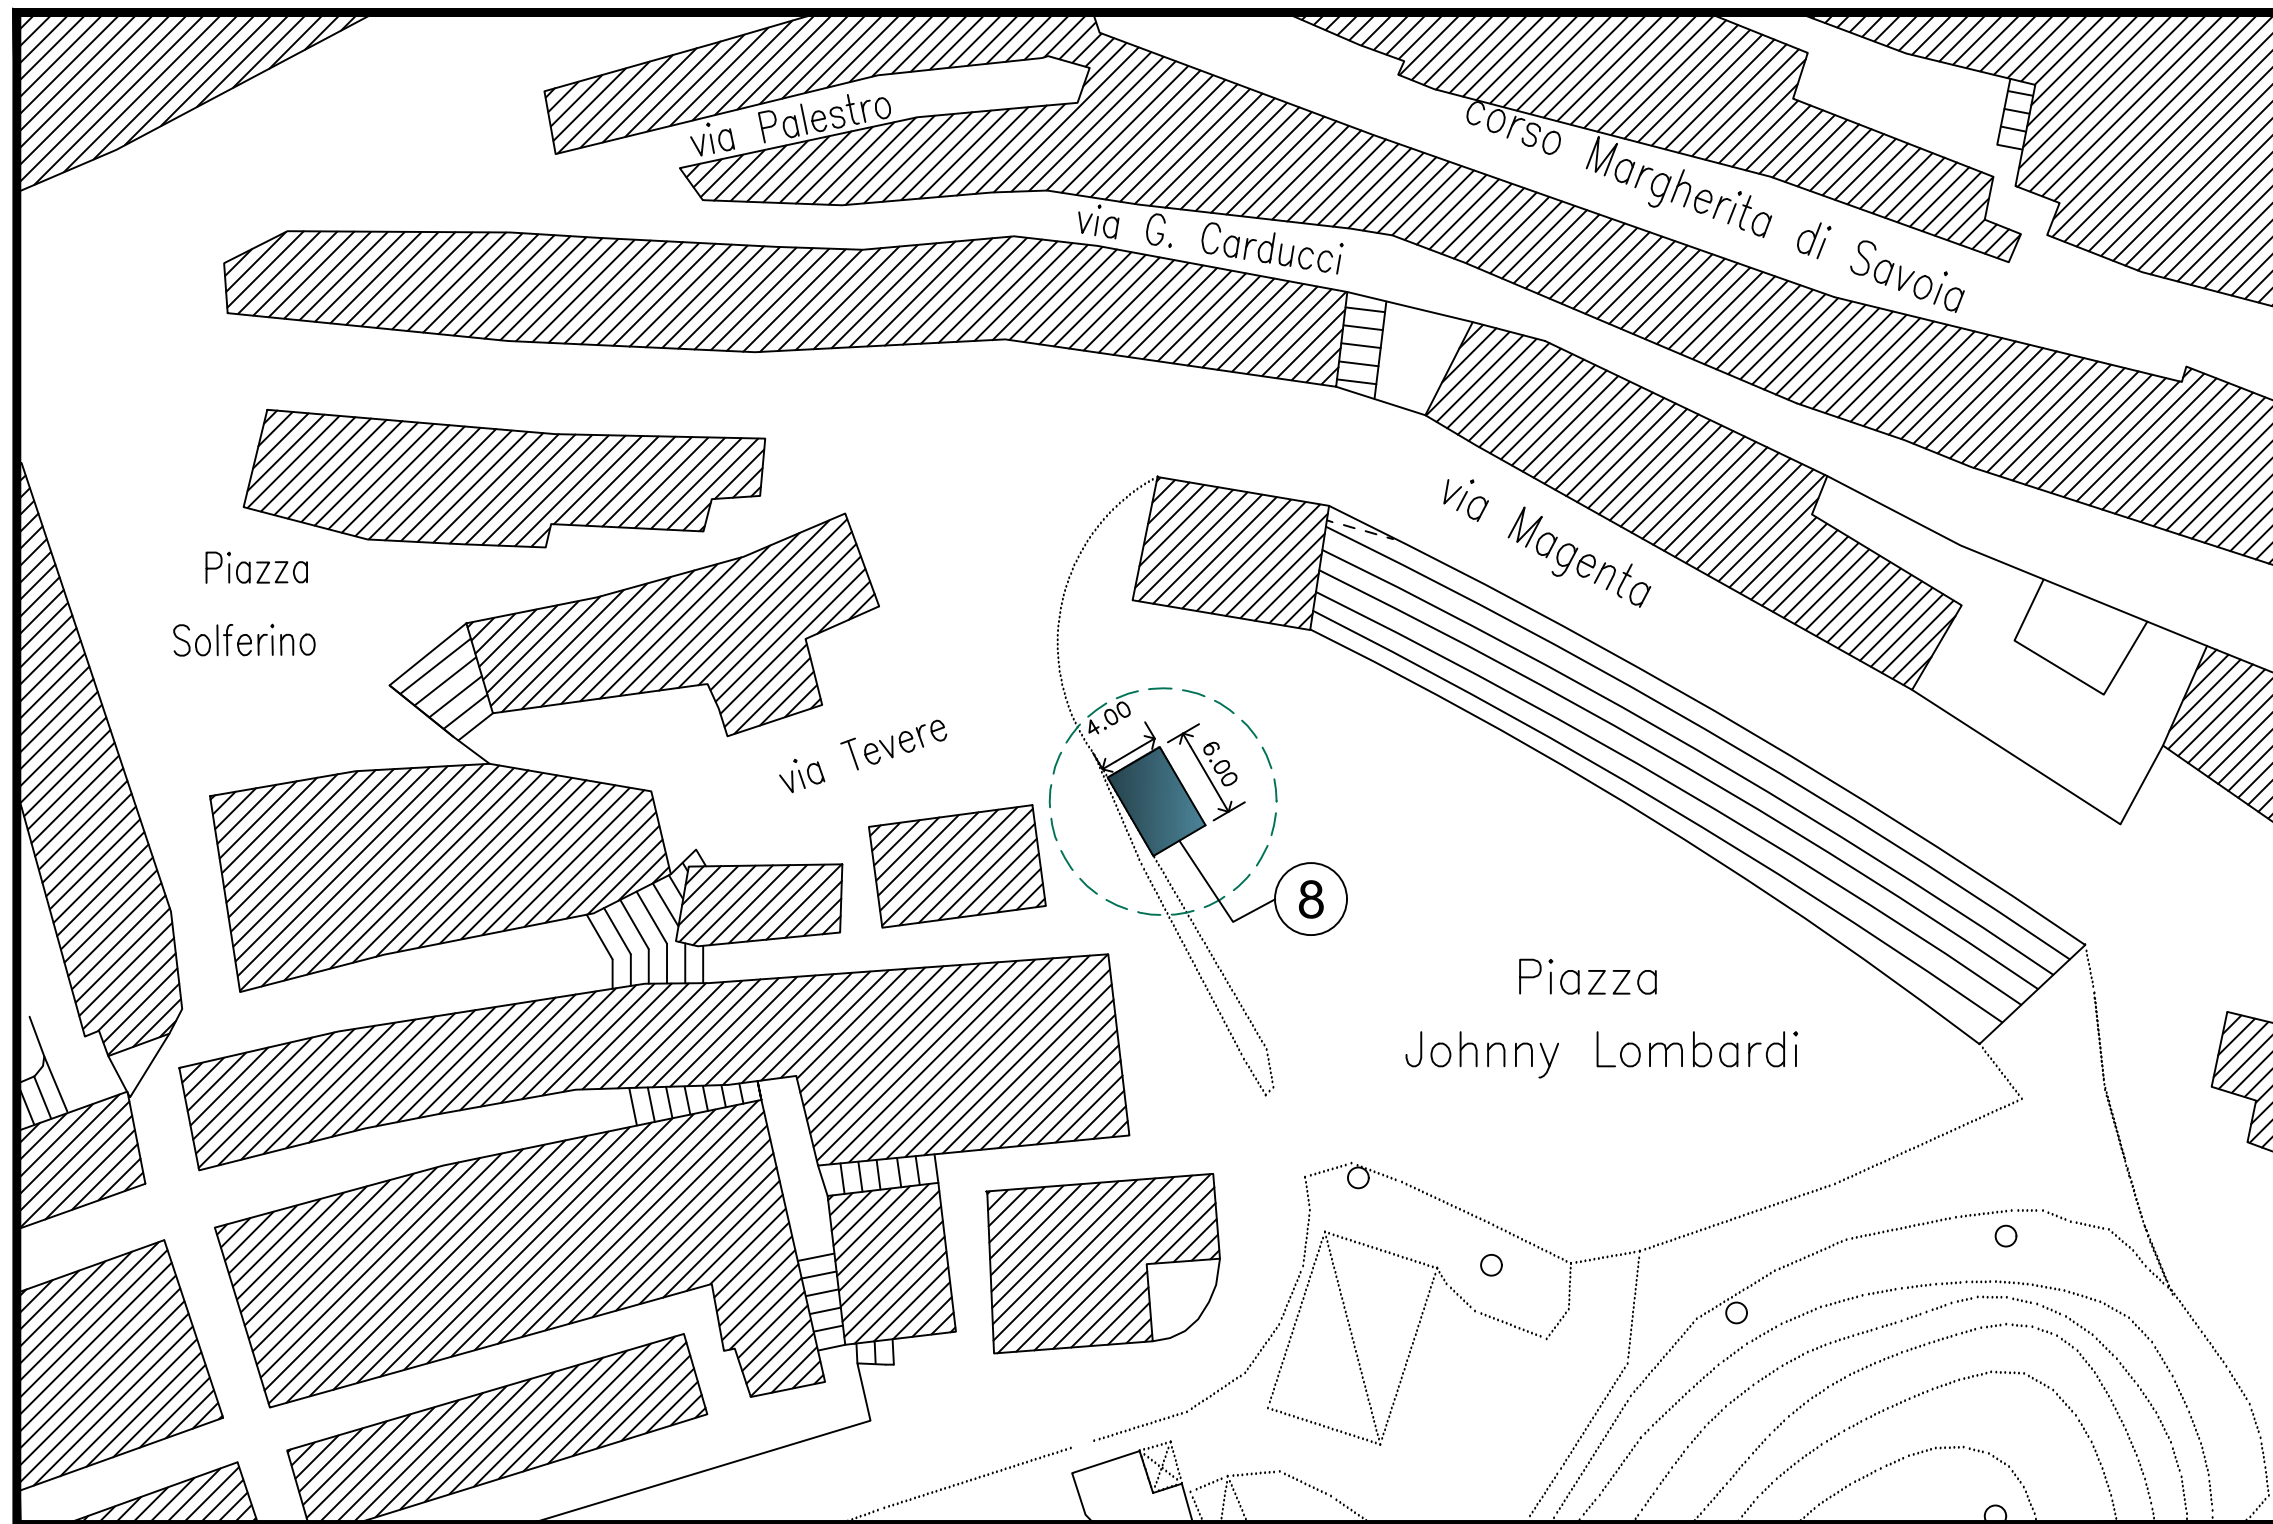 via Palestro
corso Margherita di Savoia
via G. Carducci
via Magenta
Piazza
Solferino
via Tevere
4.00
6.00
8
Piazza
Johnny Lombardi